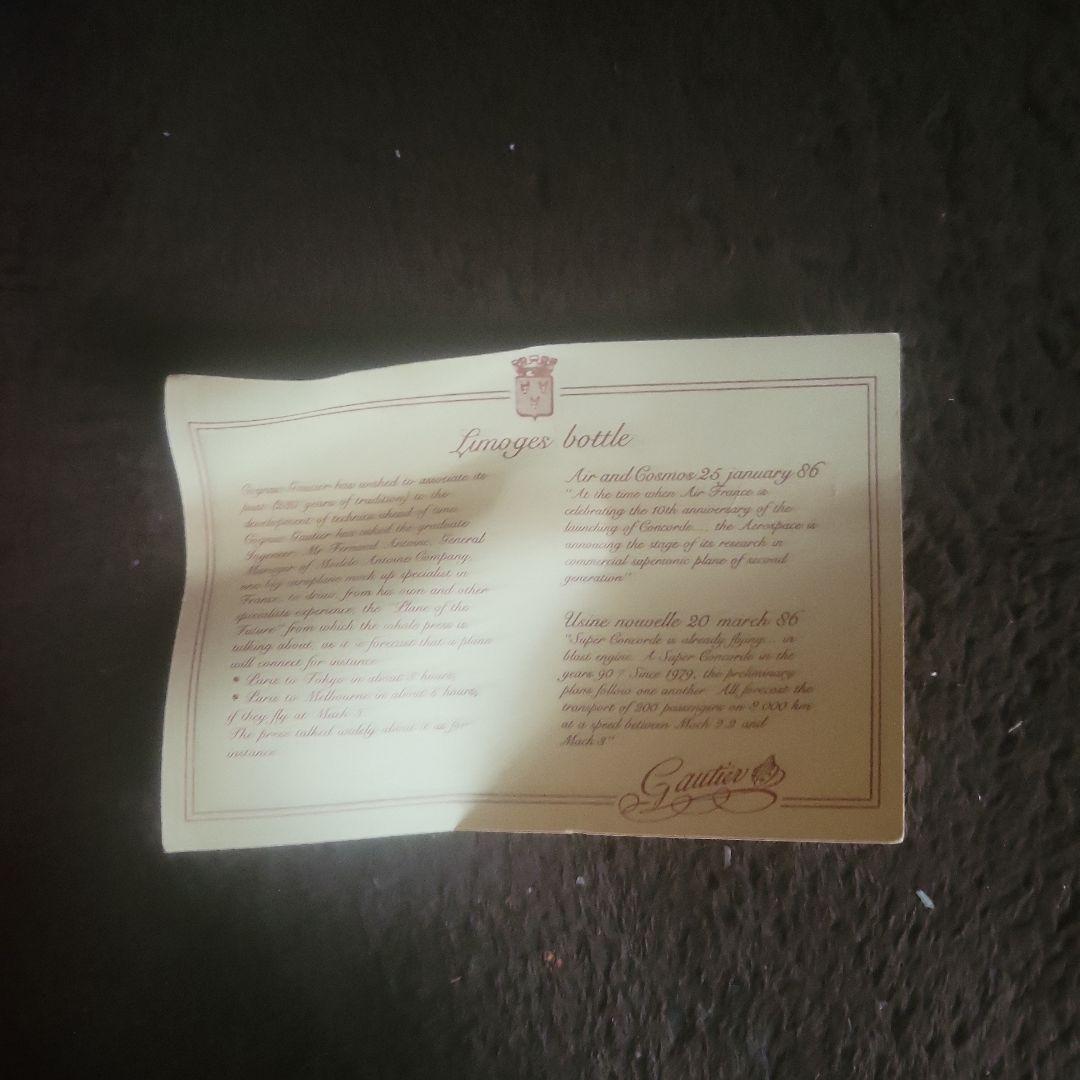 Limoges bottle
Cognac Gautier has wished to associate its
past (230 years of tradition) to the
development of technics ahead of time.
Cognac Gautier has asked the graduate
Ingeneer Mr Fernand Antoine, General
Manager of Modèle Antoine Company,
one big aeroplane mock up specialist in
France, to draw, from his own and other
specialists experience, the "Plane of the
Future" from which the whole press is
talking about, as it is forecast that a plane
will connect for instance
* Paris to Tokyo in about 3 hours,
* Paris to Melbourne in about 6 hours,
if they fly at Mach 5.
The press talked widely about it as for
instance
Air and Cosmos 25 january 86
"At the time when Air France is
celebrating the 10th anniversary of the
launching of Concorde..., the Aerospace is
annoucing the stage of its research in
commercial supersonic plane of second
generation"
Usine nouvelle 20 march 86
"Super Concorde is already flying... in
blast engine. A Super Concorde in the
years 90 ? Since 1979, the preliminary
plans follow one another. All forecast the
transport of 200 passengers on 8 000 km
at a speed between Mach 2.2 and
Mach 3"
Gautier